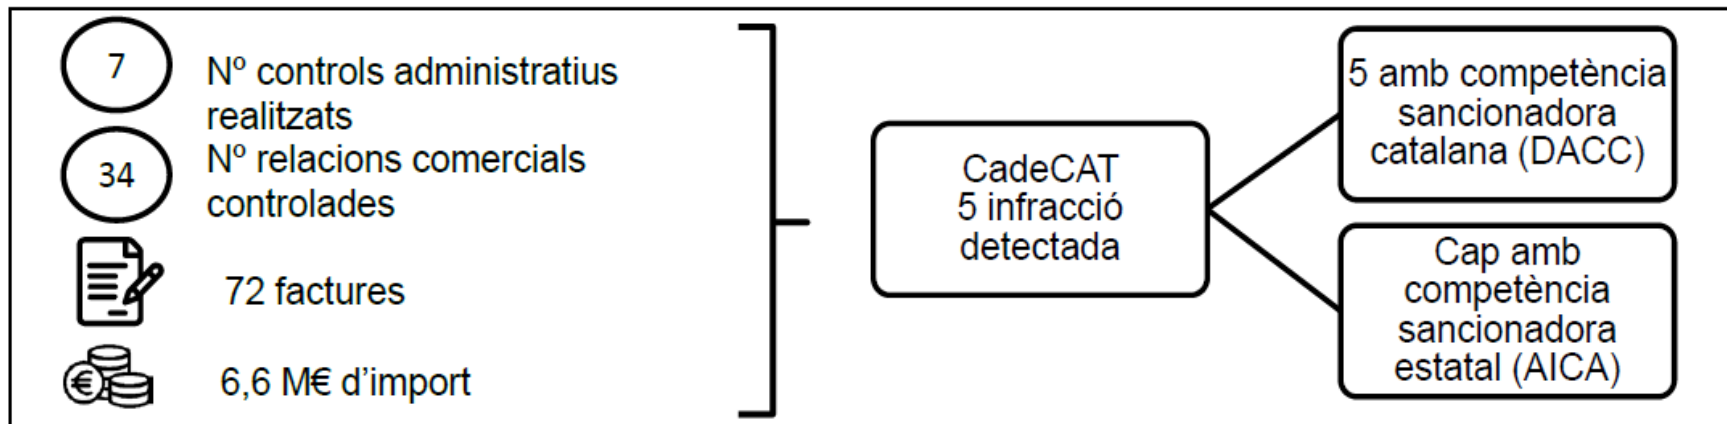 7
Nº controls administratius
realitzats
34
Nº relacions comercials
controlades
72 factures
€
6,6 M€ d’import
CadeCAT
5 infracció
detectada
5 amb competència
sancionadora
catalana (DACC)
Cap amb
competència
sancionadora
estatal (AICA)